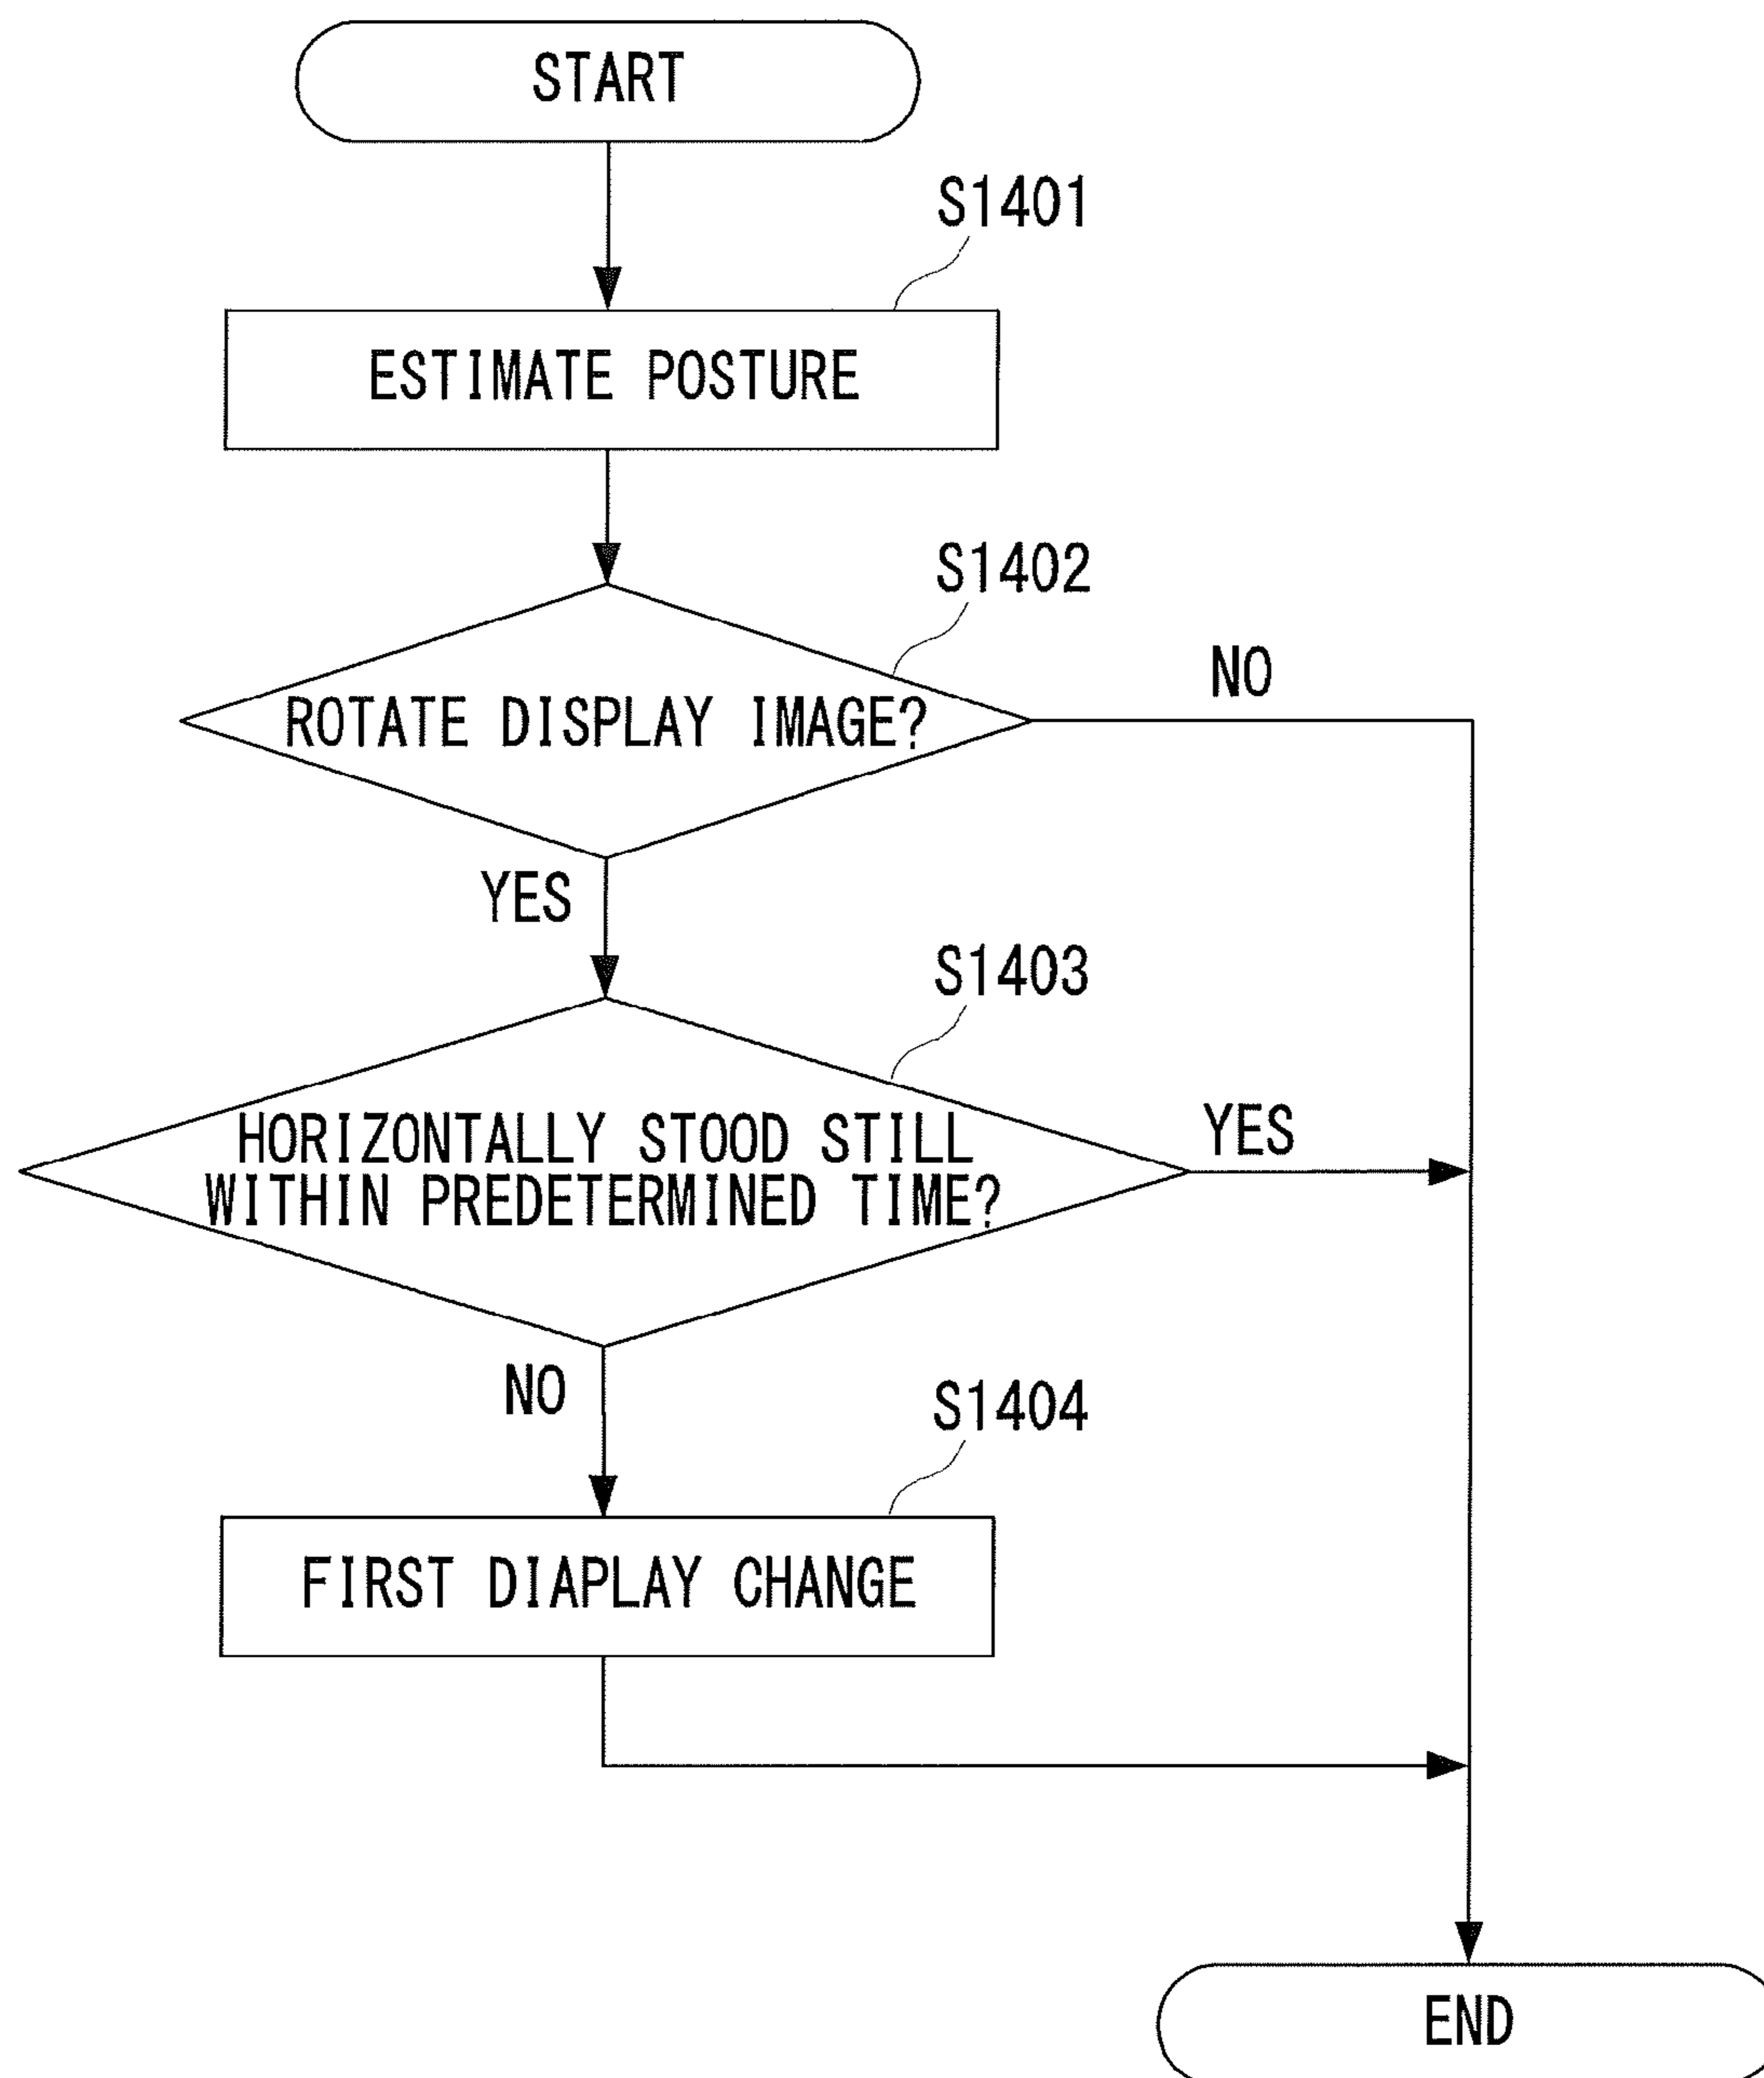 START
S1401
ESTIMATE POSTURE
S1402
ROTATE DISPLAY IMAGE?
NO
YES
S1403
HORIZONTALLY STOOD STILL
WITHIN PREDETERMINED TIME?
YES
NO
S1404
FIRST DIAPLAY CHANGE
END